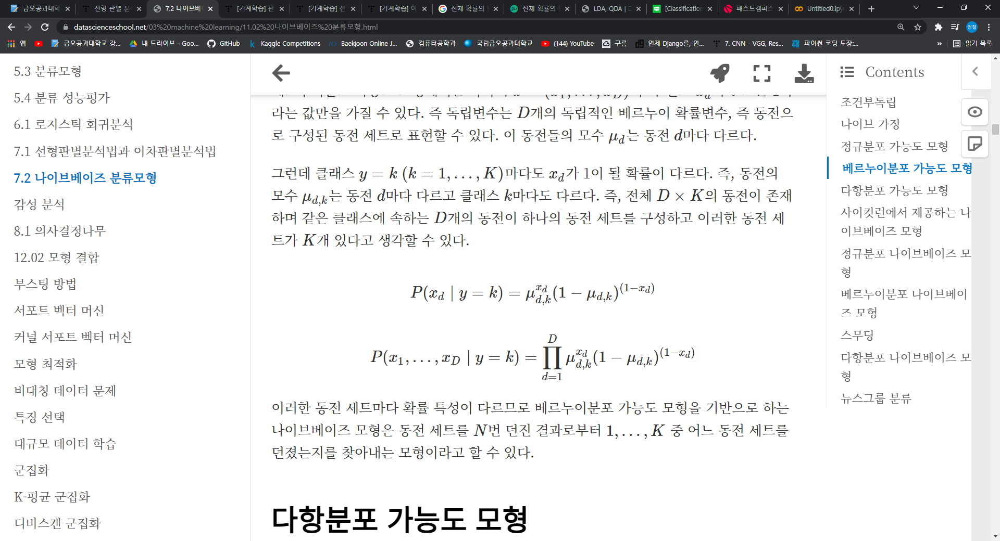 금오공과대학
선형 판별 분
7.2 나이브베이
[기계학습] 판
[기계학습] 선
[기계학습] 이
전체 확률의
전체 확률의
LDA, QDA | D
[Classification
패스트캠퍼스
Untitled0.ipy
datascienceschool.net/03%20machine%20learning/11.02%20나이브베이즈%20분류모형.html
정철
앱
금오공과대학교 강...
내 드라이브 - Goo...
GitHub
Kaggle Competitions
Baekjoon Online J...
컴퓨터공학과
국립금오공과대학교
(144) YouTube
구름
언제 Django를, 언...
7. CNN - VGG, Res...
파이썬 코딩 도장:...
»
읽기 목록
5.3 분류모형
5.4 분류 성능평가
6.1 로지스틱 회귀분석
7.1 선형판별분석법과 이차판별분석법
7.2 나이브베이즈 분류모형
감성 분석
8.1 의사결정나무
12.02 모형 결합
부스팅 방법
서포트 벡터 머신
커널 서포트 벡터 머신
모형 최적화
비대칭 데이터 문제
특징 선택
대규모 데이터 학습
군집화
K-평균 군집화
디비스캔 군집화
라는 값만을 가질 수 있다. 즉 독립변수는 D개의 독립적인 베르누이 확률변수, 즉 동전으
로 구성된 동전 세트로 표현할 수 있다. 이 동전들의 모수 μ_d는 동전 d마다 다르다.
그런데 클래스 y = k (k = 1, . . . , K)마다도 x_d가 1이 될 확률이 다르다. 즉, 동전의
모수 μ_{d,k}는 동전 d마다 다르고 클래스 k마다도 다르다. 즉, 전체 D × K의 동전이 존재
하며 같은 클래스에 속하는 D개의 동전이 하나의 동전 세트를 구성하고 이러한 동전 세
트가 K개 있다고 생각할 수 있다.
P(x_d | y = k) = μ_{d,k}^{x_d}(1 − μ_{d,k})^{(1−x_d)}
P(x_1, . . . , x_D | y = k) = ∏_{d=1}^{D} μ_{d,k}^{x_d}(1 − μ_{d,k})^{(1−x_d)}
이러한 동전 세트마다 확률 특성이 다르므로 베르누이분포 가능도 모형을 기반으로 하는
나이브베이즈 모형은 동전 세트를 N번 던진 결과로부터 1, . . . , K 중 어느 동전 세트를
던졌는지를 찾아내는 모형이라고 할 수 있다.
다항분포 가능도 모형
Contents
조건부독립
나이브 가정
정규분포 가능도 모형
베르누이분포 가능도 모형
다항분포 가능도 모형
사이킷런에서 제공하는 나
이브베이즈 모형
정규분포 나이브베이즈 모
형
베르누이분포 나이브베이
즈 모형
스무딩
다항분포 나이브베이즈 모
형
뉴스그룹 분류